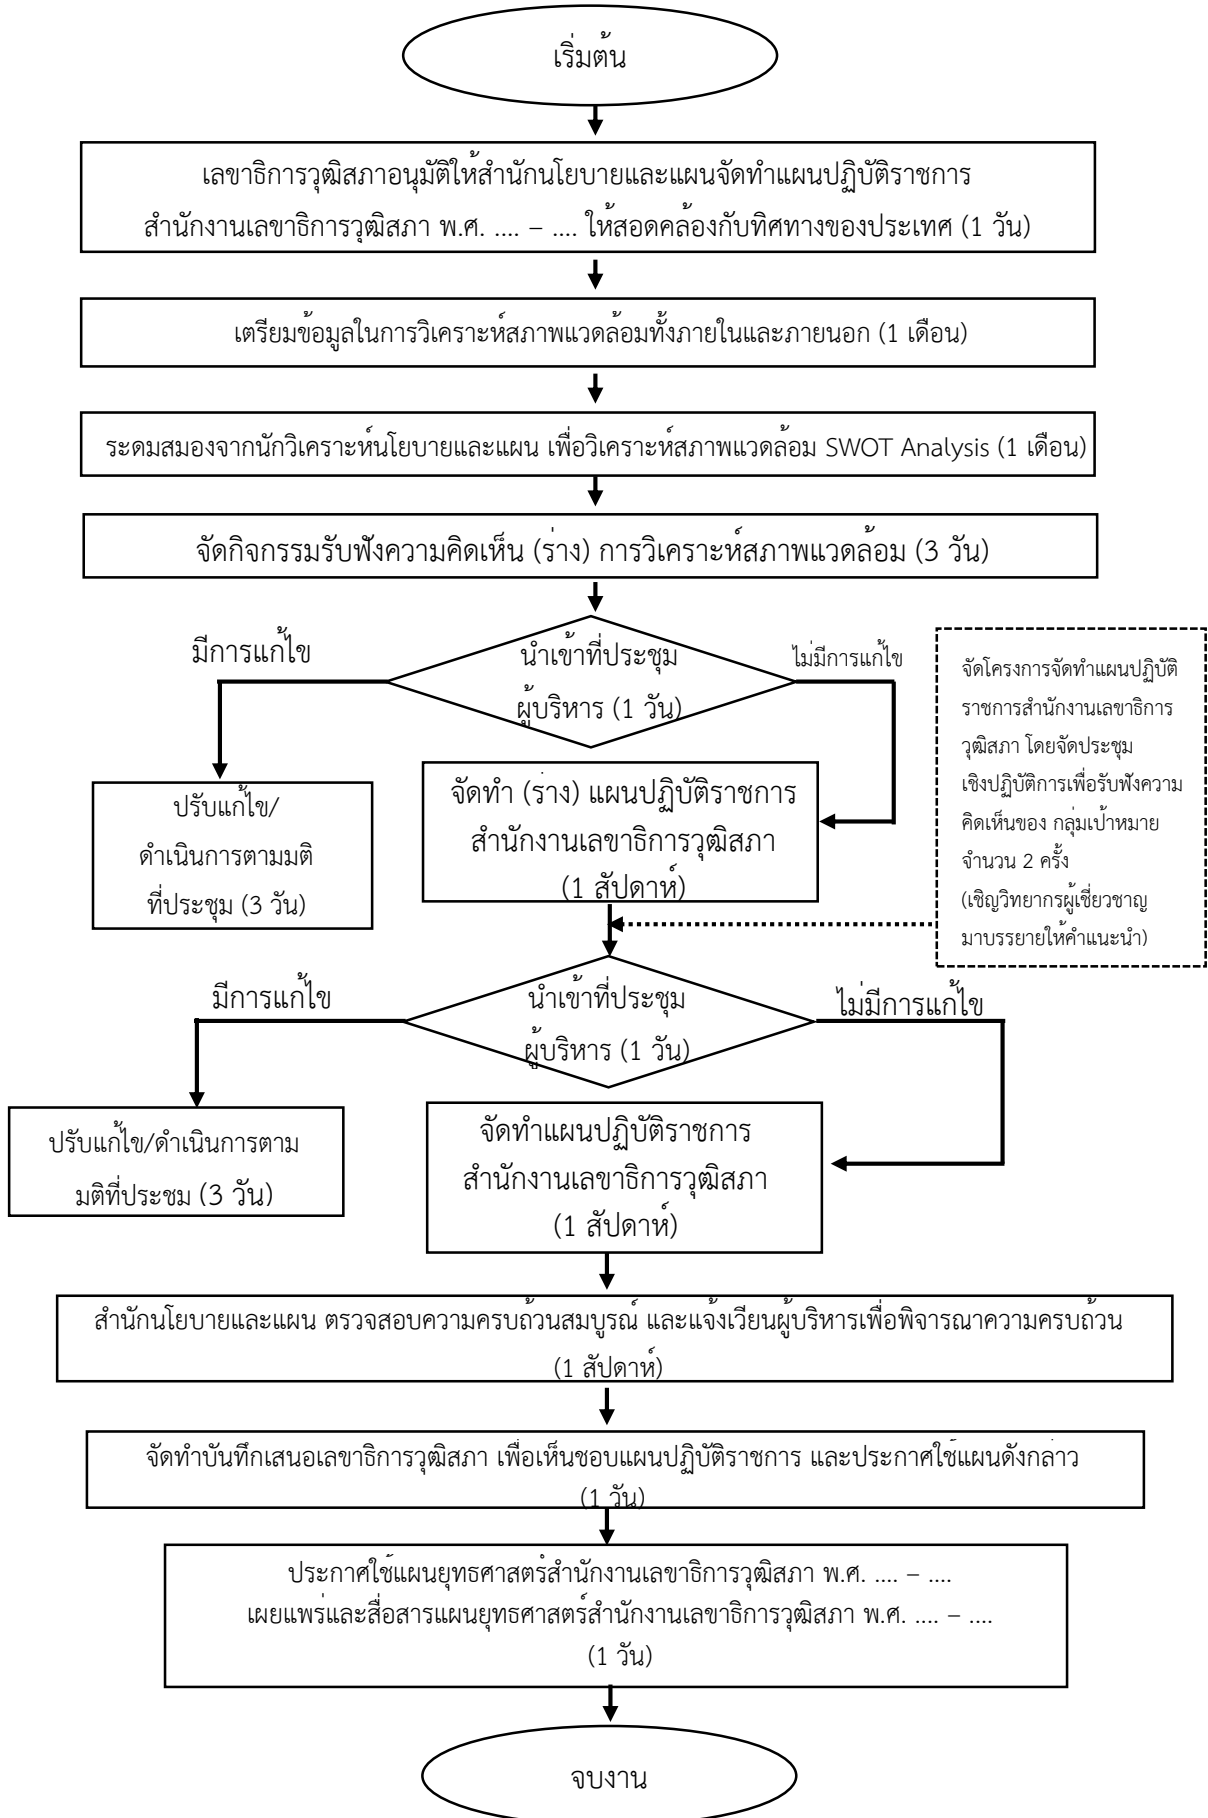 เริ่มต้น
เลขาธิการวุฒิสภาอนุมัติให้สำนักนโยบายและแผนจัดทำแผนปฏิบัติราชการ
สำนักงานเลขาธิการวุฒิสภา พ.ศ. .... – .... ให้สอดคล้องกับทิศทางของประเทศ (1 วัน)
เตรียมข้อมูลในการวิเคราะห์สภาพแวดล้อมทั้งภายในและภายนอก (1 เดือน)
ระดมสมองจากนักวิเคราะห์นโยบายและแผน เพื่อวิเคราะห์สภาพแวดล้อม SWOT Analysis (1 เดือน)
จัดกิจกรรมรับฟังความคิดเห็น (ร่าง) การวิเคราะห์สภาพแวดล้อม (3 วัน)
มีการแก้ไข
นำเข้าที่ประชุม
ผู้บริหาร (1 วัน)
ไม่มีการแก้ไข
จัดโครงการจัดทำแผนปฏิบัติ
ราชการสำนักงานเลขาธิการ
วุฒิสภา โดยจัดประชุม
เชิงปฏิบัติการเพื่อรับฟังความ
คิดเห็นของ กลุ่มเป้าหมาย
จำนวน 2 ครั้ง
(เชิญวิทยากรผู้เชี่ยวชาญ
มาบรรยายให้คำแนะนำ)
ปรับแก้ไข/
ดำเนินการตามมติ
ที่ประชุม (3 วัน)
จัดทำ (ร่าง) แผนปฏิบัติราชการ
สำนักงานเลขาธิการวุฒิสภา
(1 สัปดาห์)
มีการแก้ไข
นำเข้าที่ประชุม
ผู้บริหาร (1 วัน)
ไม่มีการแก้ไข
ปรับแก้ไข/ดำเนินการตาม
มติที่ประชม (3 วัน)
จัดทำแผนปฏิบัติราชการ
สำนักงานเลขาธิการวุฒิสภา
(1 สัปดาห์)
สำนักนโยบายและแผน ตรวจสอบความครบถ้วนสมบูรณ์ และแจ้งเวียนผู้บริหารเพื่อพิจารณาความครบถ้วน
(1 สัปดาห์)
จัดทำบันทึกเสนอเลขาธิการวุฒิสภา เพื่อเห็นชอบแผนปฏิบัติราชการ และประกาศใช้แผนดังกล่าว
(1 วัน)
ประกาศใช้แผนยุทธศาสตร์สำนักงานเลขาธิการวุฒิสภา พ.ศ. .... – ....
เผยแพร่และสื่อสารแผนยุทธศาสตร์สำนักงานเลขาธิการวุฒิสภา พ.ศ. .... – ....
(1 วัน)
จบงาน